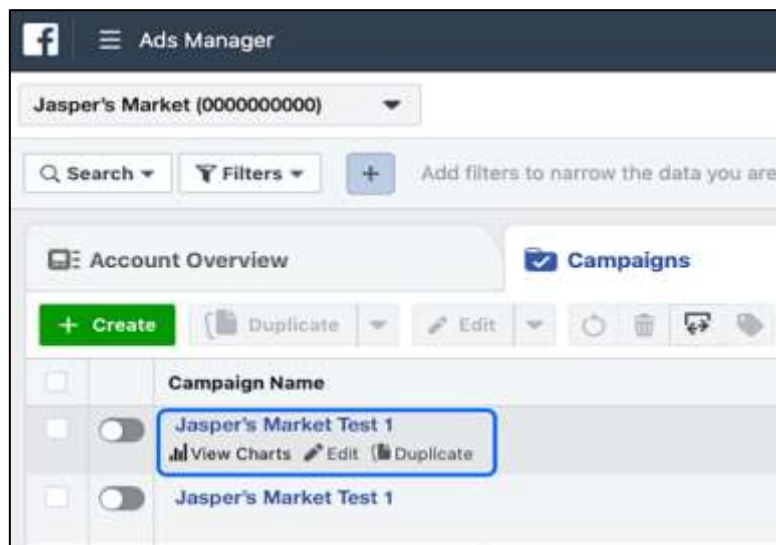 f Ads Manager
Jasper's Market (0000000000)
Search Filters + Add filters to narrow the data you are
Account Overview Campaigns
+ Create Duplicate Edit
Campaign Name
Jasper's Market Test 1
View Charts Edit Duplicate
Jasper's Market Test 1